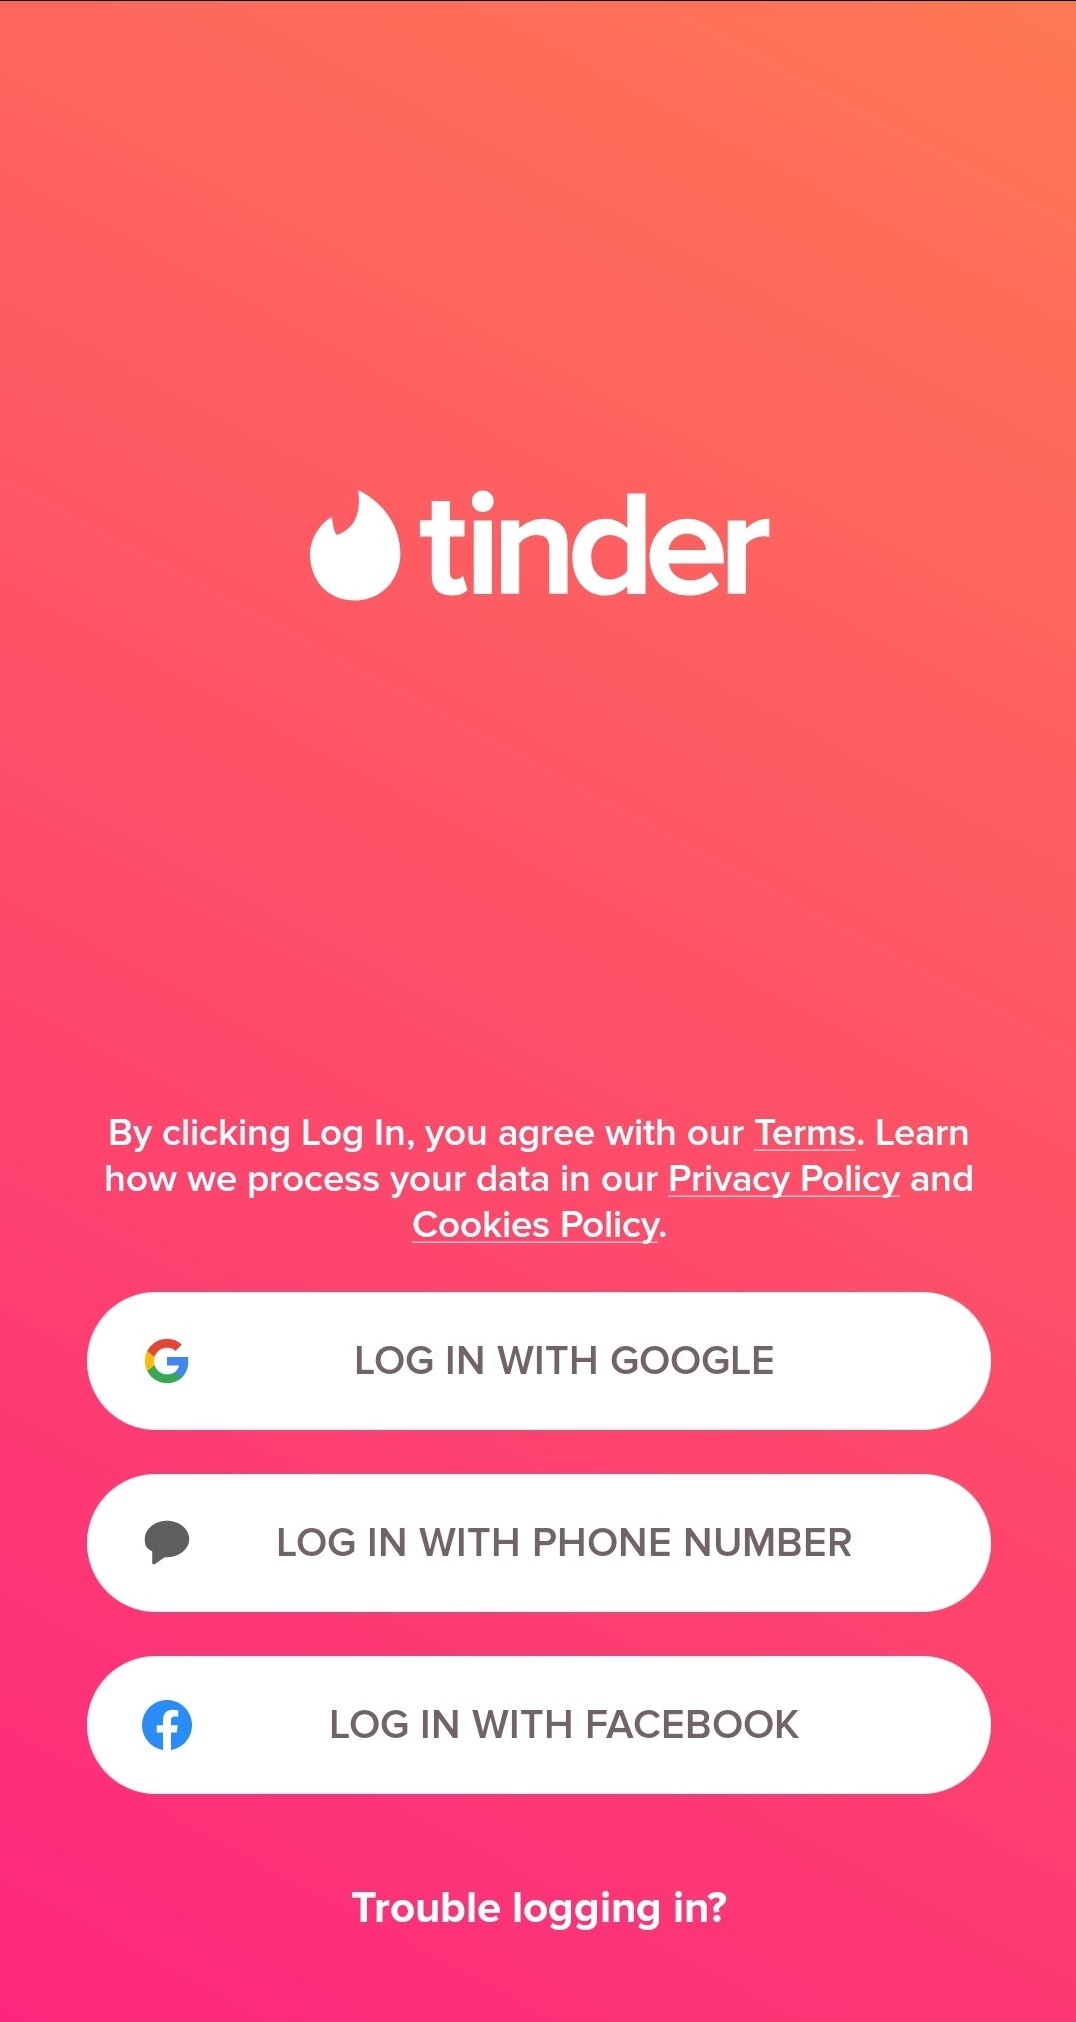 tinder
By clicking Log In, you agree with our Terms. Learn
how we process your data in our Privacy Policy and
Cookies Policy.
LOG IN WITH GOOGLE
LOG IN WITH PHONE NUMBER
LOG IN WITH FACEBOOK
Trouble logging in?